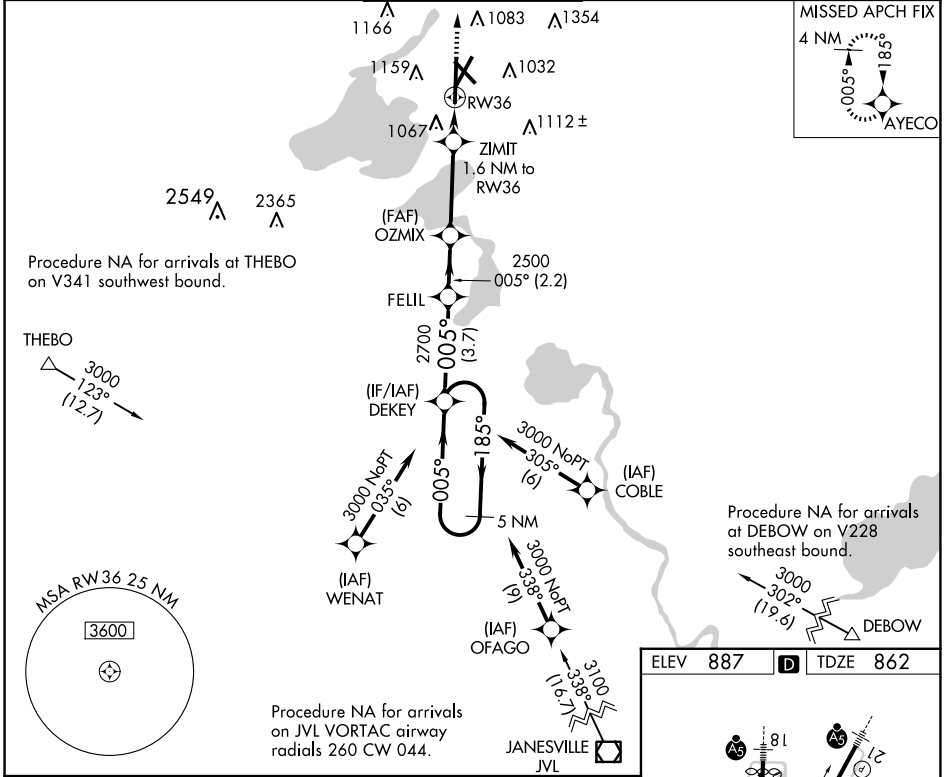 1166
1083
1354
1159
1032
RW36
1067
1112 ±
ZIMIT
1.6 NM to
RW36
MISSED APCH FIX
4 NM
005°
185°
AYECO
2549
2365
(FAF)
OZMIX
Procedure NA for arrivals at THEBO
on V341 southwest bound.
2500
005° (2.2)
FELIL
THEBO
3000
123°
(12.7)
2700
005°
(3.7)
(IF/IAF)
DEKEY
005°
185°
5 NM
3000 NoPT
035°
(6)
(IAF)
WENAT
3000 NoPT
305°
(6)
(IAF)
COBLE
Procedure NA for arrivals
at DEBOW on V228
southeast bound.
3000
302°
(19.6)
DEBOW
3000 NoPT
338°
(9)
(IAF)
OFAGO
MSA RW36 25 NM
3600
3100
338°
(16.7)
Procedure NA for arrivals
on JVL VORTAC airway
radials 260 CW 044.
JANESVILLE
JVL
ELEV 887 D TDZE 862
A5
18
A5
21
P